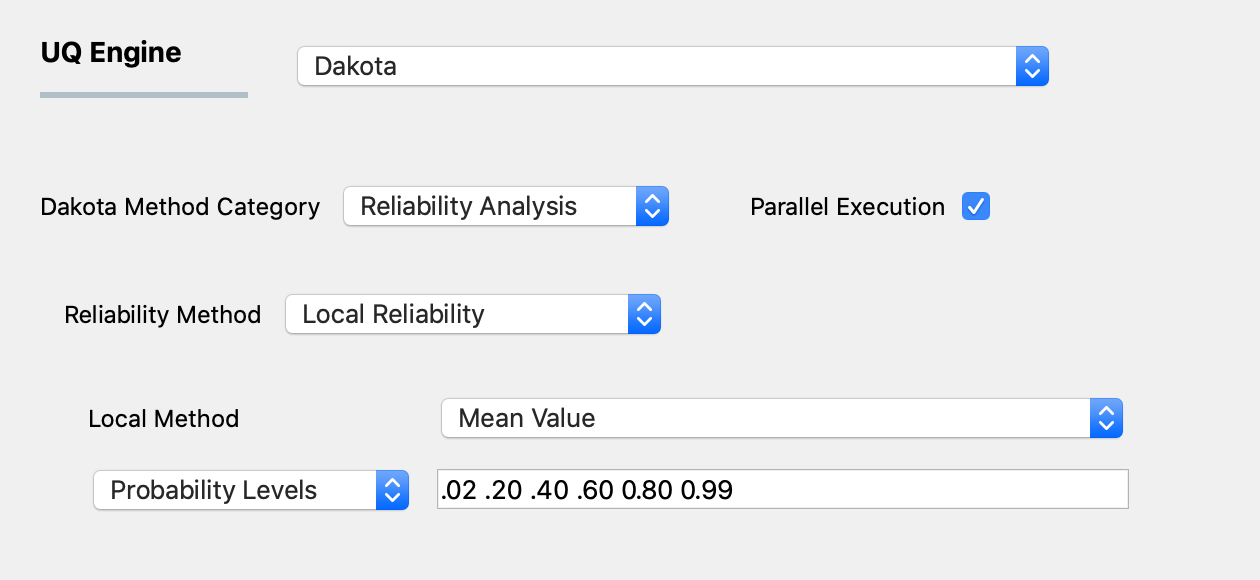 UQ Engine
Dakota
Dakota Method Category Reliability Analysis Parallel Execution
Reliability Method Local Reliability
Local Method Mean Value
Probability Levels .02 .20 .40 .60 0.80 0.99